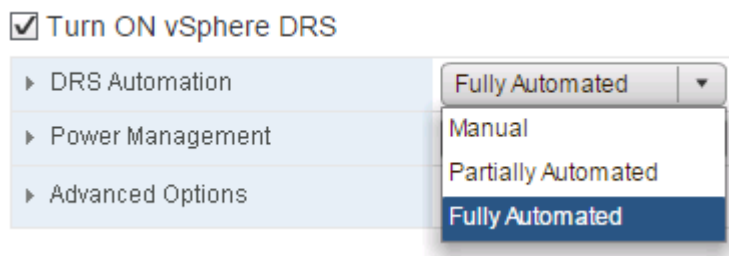 Turn ON vSphere DRS
DRS Automation
Fully Automated
Power Management
Manual
Partially Automated
Advanced Options
Fully Automated